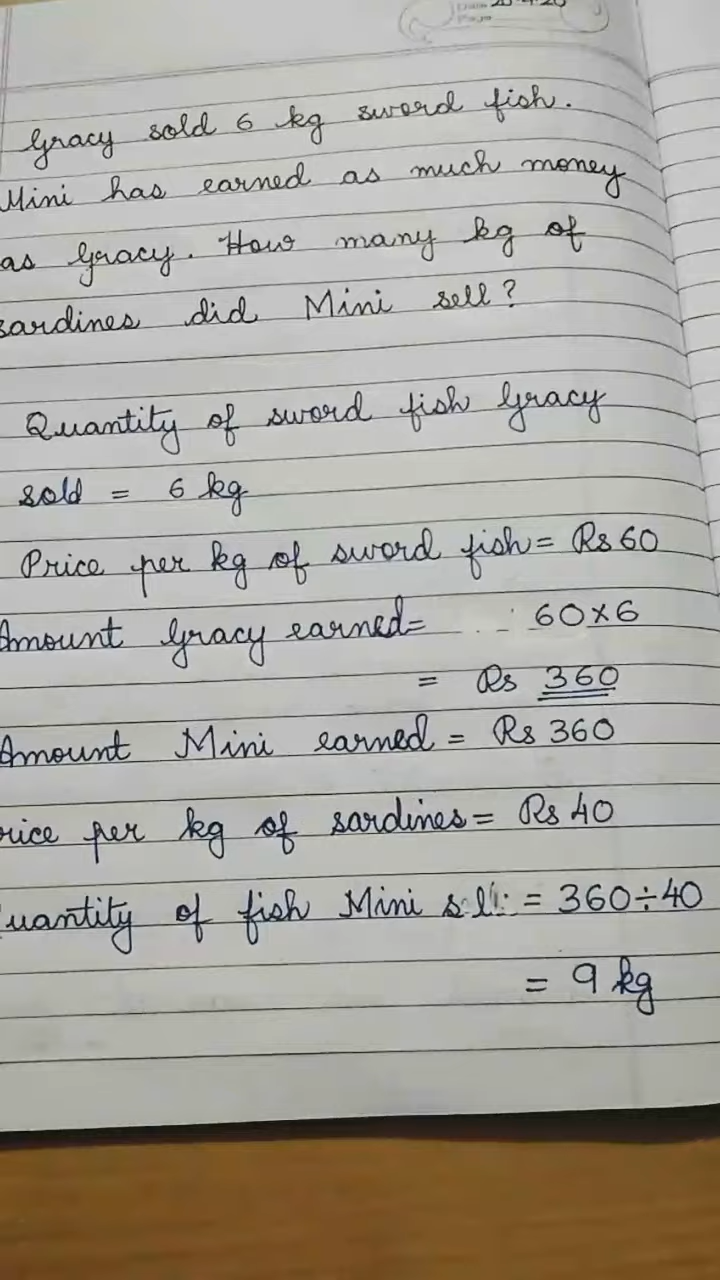 Gracy sold 6 kg sword fish.
Mini has earned as much money
as Gracy. How many kg of
sardines did Mini sell?
Quantity of sword fish Gracy
sold = 6 kg
Price per kg of sword fish = Rs 60
Amount Gracy earned = 60×6
= Rs 360
Amount Mini earned = Rs 360
rice per kg of sardines = Rs 40
uantity of fish Mini = 360÷40
= 9 kg